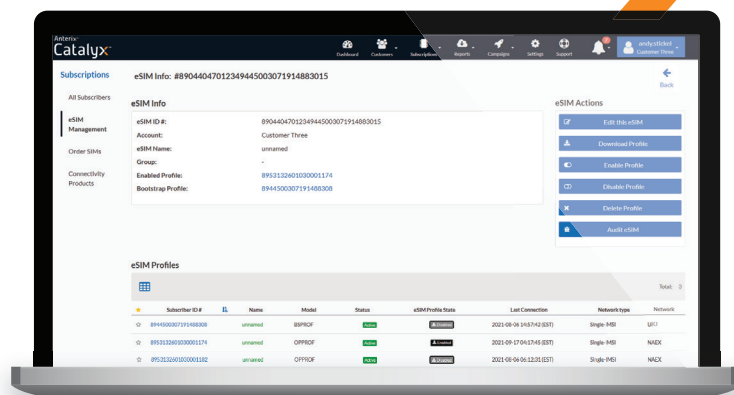 Anterix
Catalyx
Dashboard Customers Subscriptions Reports Campaigns Settings Support
andy.sticket
Customer Three
Subscriptions
eSIM Info: #89044047012349445003071914883015
Back
All Subscribers
eSIM Management
Order SIMs
Connectivity Products
eSIM Info
eSIM ID #: 89044047012349445003071914883015
Account: Customer Three
eSIM Name: unnamed
Group: -
Enabled Profile: 8953132601030001174
Bootstrap Profile: 8944500307191488308
eSIM Actions
Edit this eSIM
Download Profile
Enable Profile
Disable Profile
Delete Profile
Audit eSIM
eSIM Profiles
Total: 3
Subscriber ID # Name Model Status eSIM Profile State Last Connection Network type Network
8944500307191488308 unnamed BSPROF Active Disabled 2021-08-06 14:57:42 (EST) Single-IMSI
8953132601030001174 unnamed OPPROF Active Enabled 2021-09-17 04:17:45 (EST) Single-IMSI NAEX
8953132601030001182 unnamed OPPROF Active Disabled 2021-08-06 06:12:31 (EST) Single-IMSI NAEX